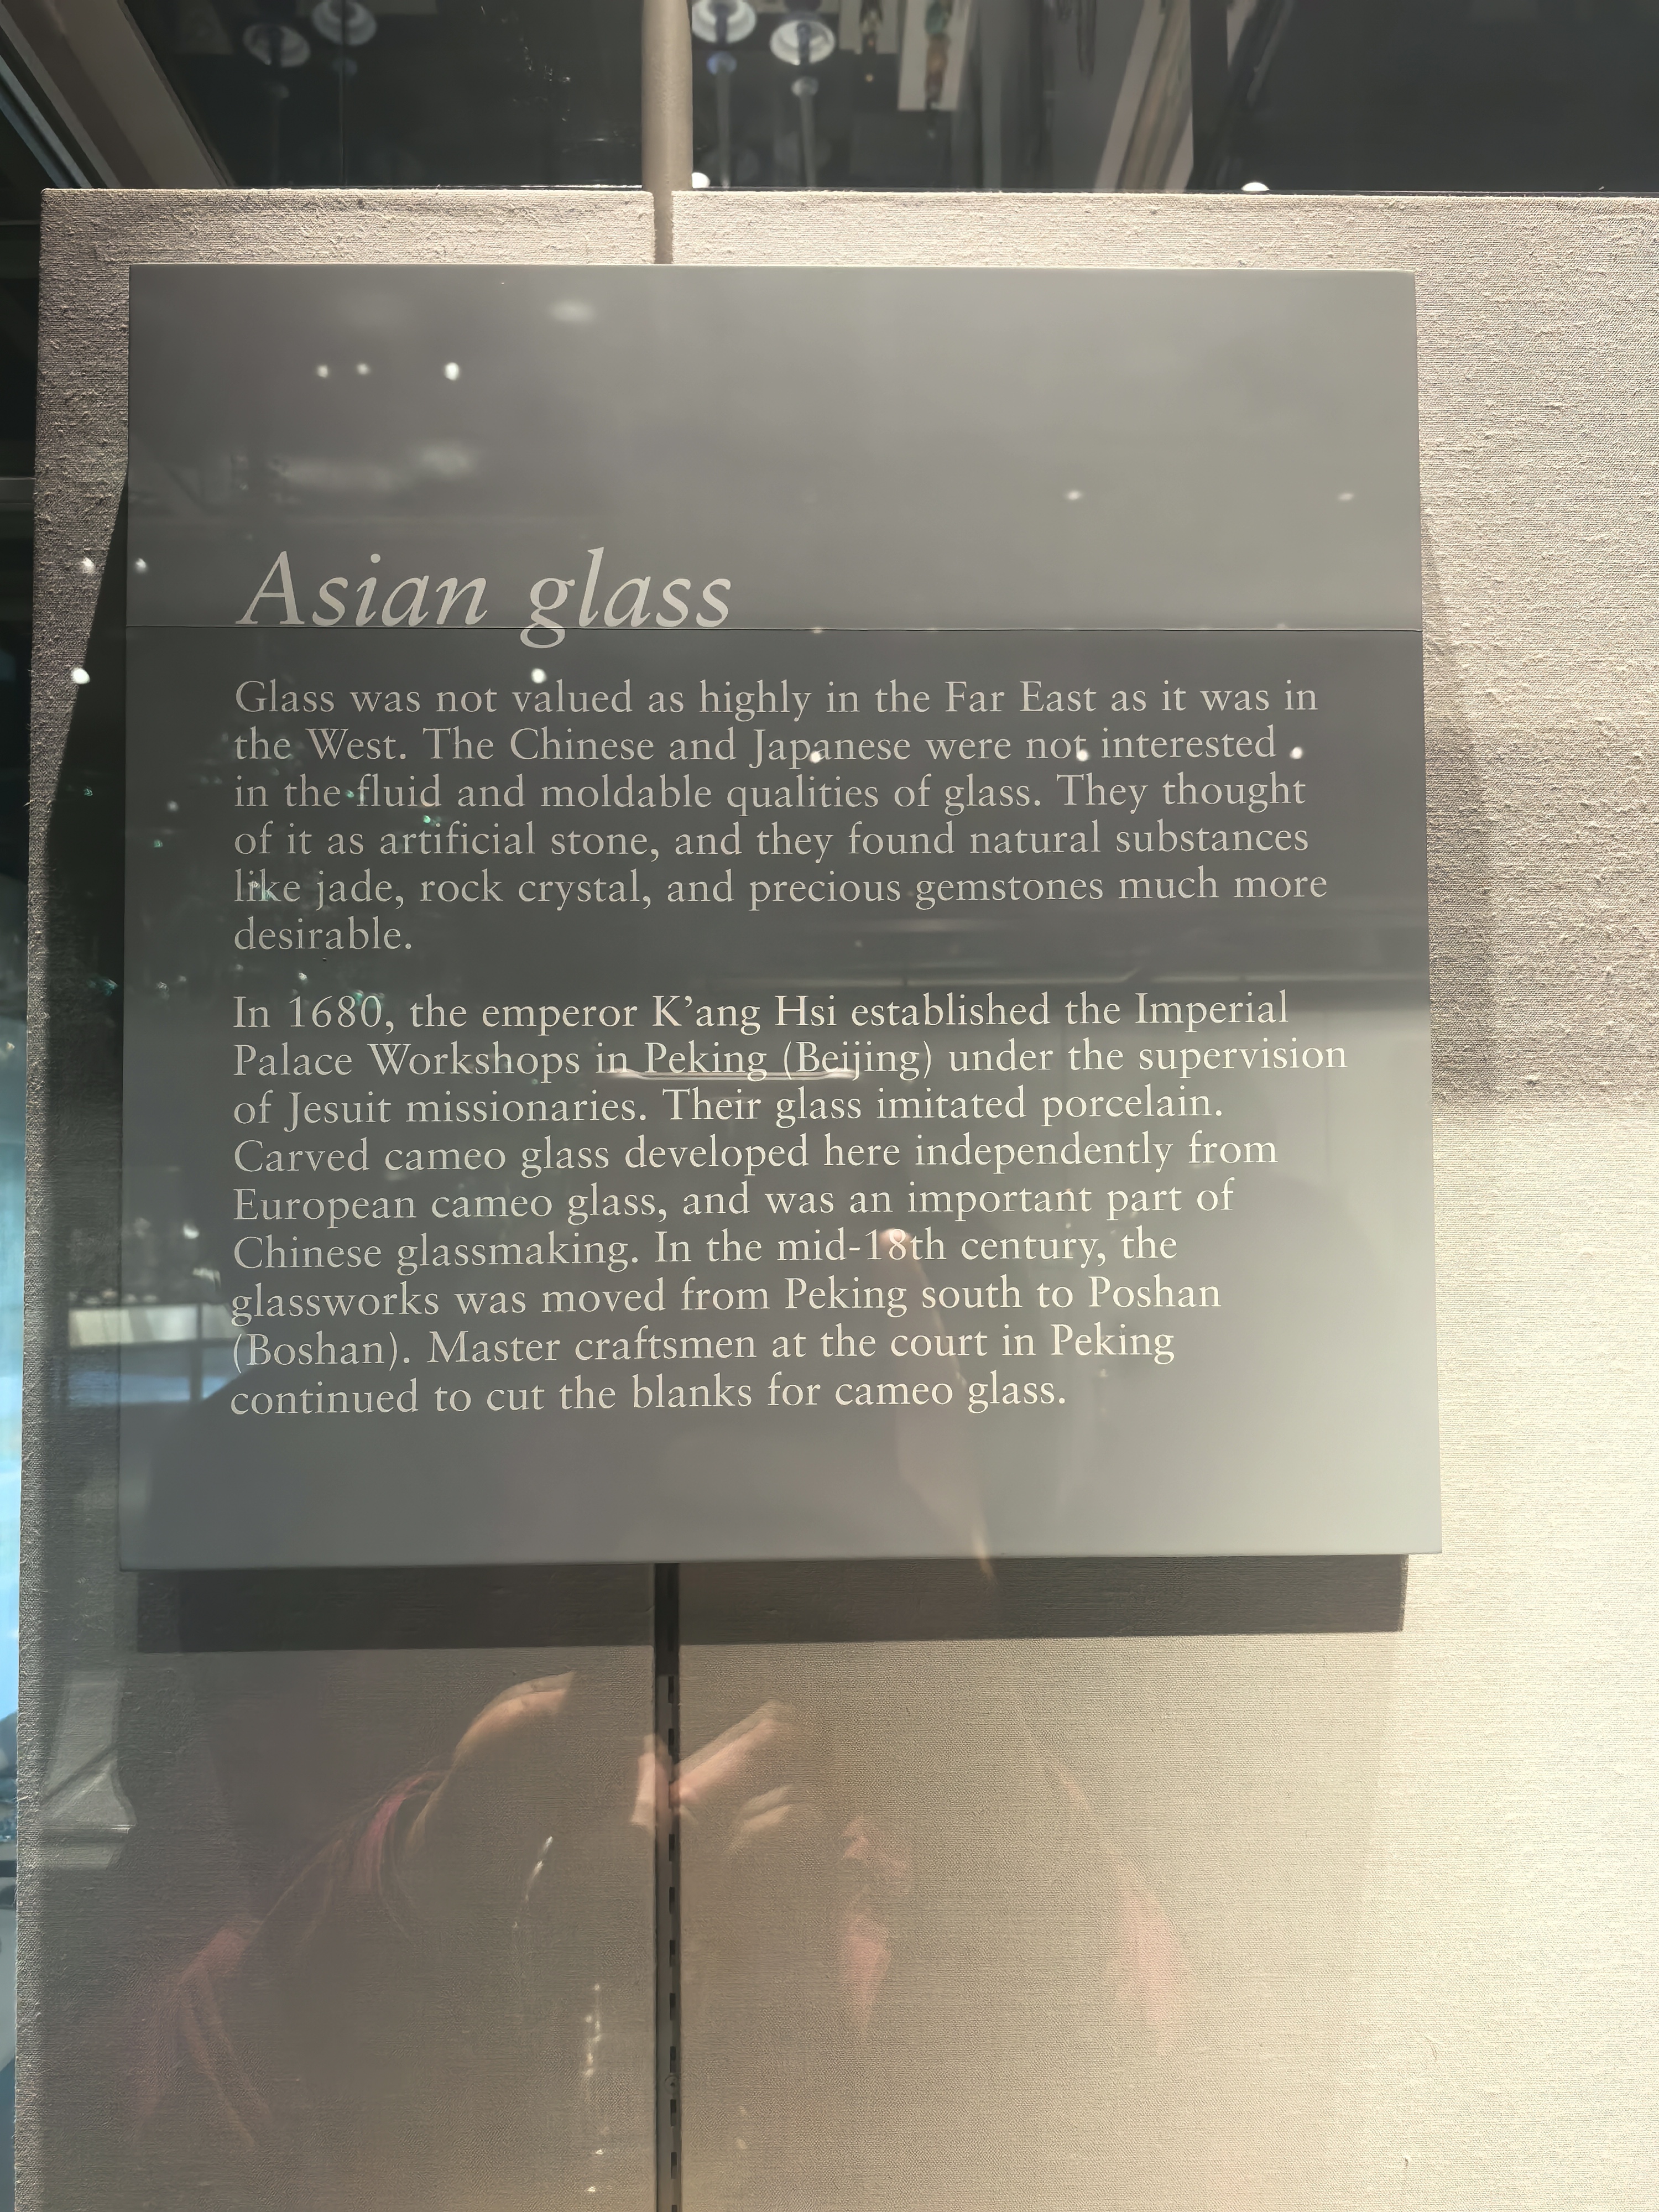 Asian glass
Glass was not valued as highly in the Far East as it was in
the West. The Chinese and Japanese were not interested
in the fluid and moldable qualities of glass. They thought
of it as artificial stone, and they found natural substances
like jade, rock crystal, and precious gemstones much more
desirable.
In 1680, the emperor K’ang Hsi established the Imperial
Palace Workshops in Peking (Beijing) under the supervision
of Jesuit missionaries. Their glass imitated porcelain.
Carved cameo glass developed here independently from
European cameo glass, and was an important part of
Chinese glassmaking. In the mid-18th century, the
glassworks was moved from Peking south to Poshan
(Boshan). Master craftsmen at the court in Peking
continued to cut the blanks for cameo glass.